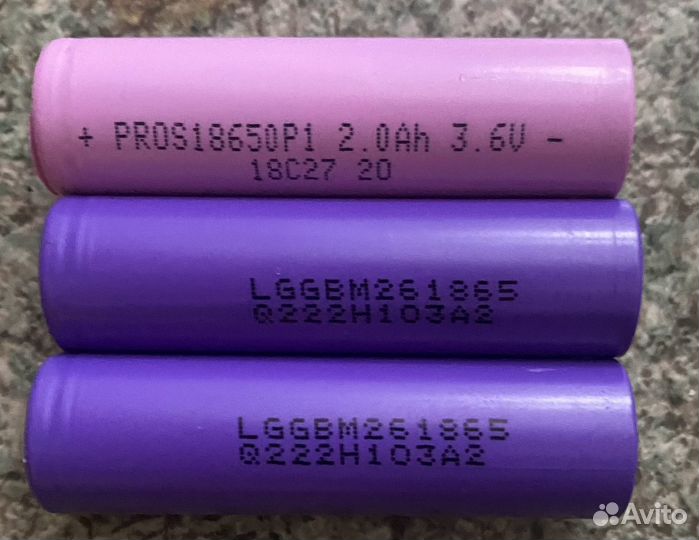 + PROS18650P1 2.0Ah 3.6V -
18C27 20
LGGBM261865
Q222H103A2
LGGBM261865
Q222H103A2
Avito